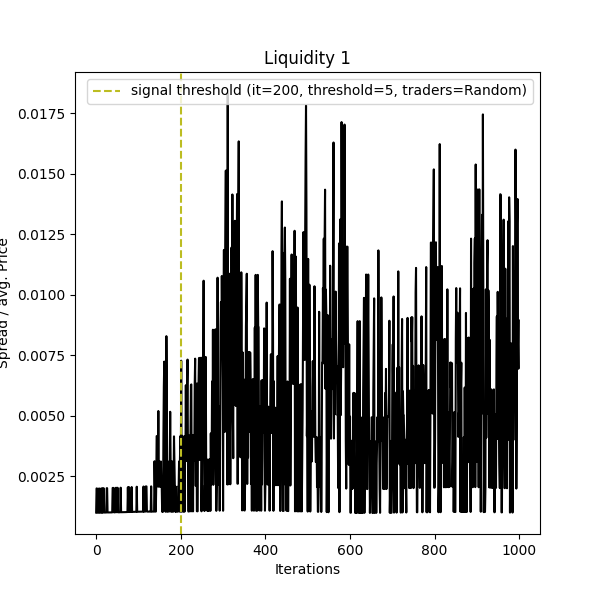 Liquidity 1
signal threshold (it=200, threshold=5, traders=Random)
0.0175
0.0150
0.0125
0.0100
0.0075
0.0050
0.0025
Spread / avg. Price
0 200 400 600 800 1000
Iterations